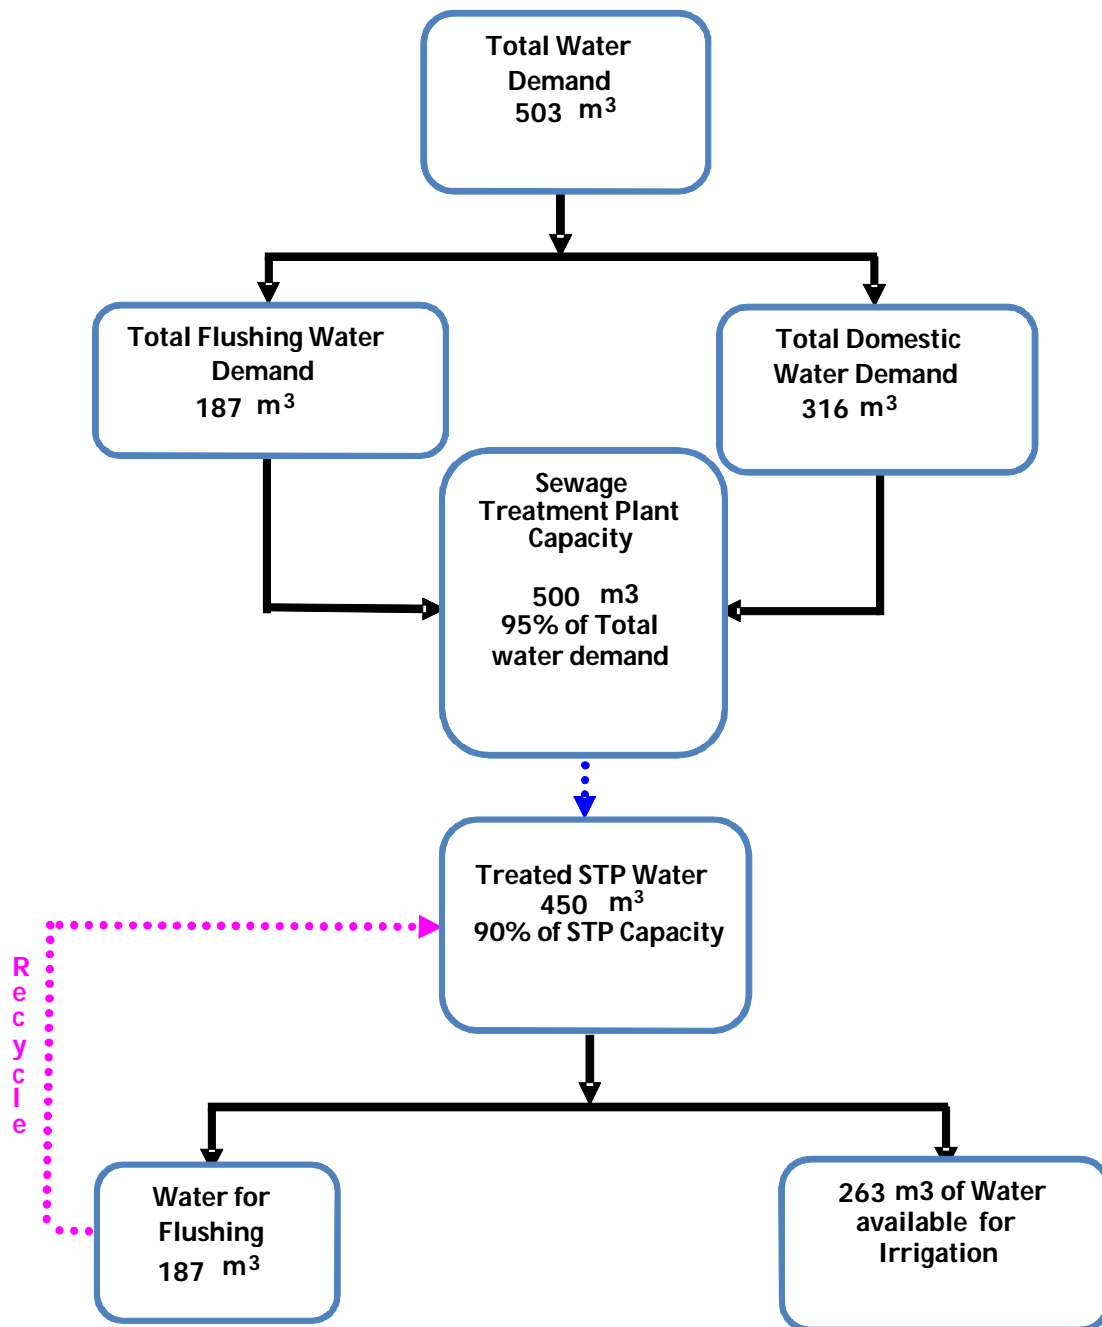 Total Water
Demand
503 m³
Total Flushing Water
Demand
187 m³
Total Domestic
Water Demand
316 m³
Sewage
Treatment Plant
Capacity
500 m3
95% of Total
water demand
Treated STP Water
450 m³
90% of STP Capacity
Recycle
Water for
Flushing
187 m³
263 m3 of Water
available for
Irrigation